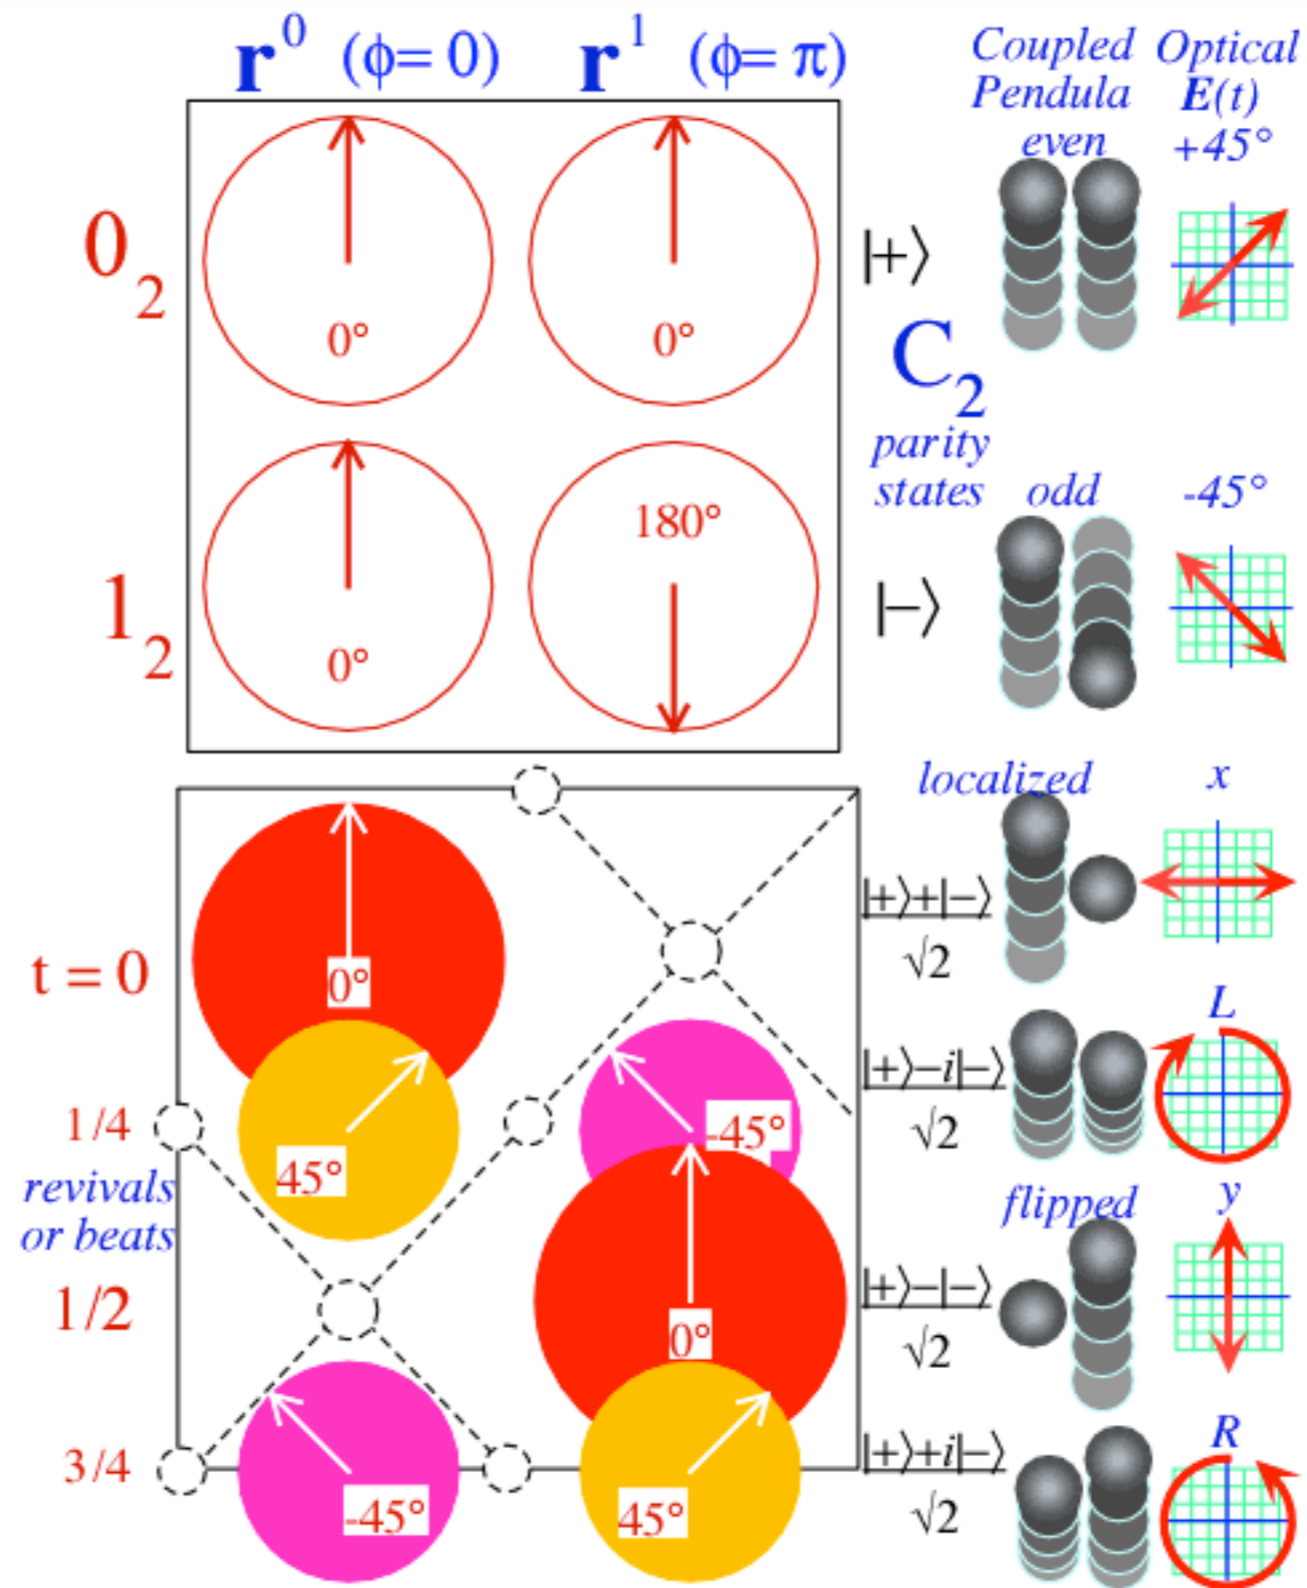 r⁰ (ϕ= 0) r¹ (ϕ= π)
Coupled Optical
Pendula E(t)
even +45°
0₂
0° 0°
|+⟩
C₂
parity
states odd -45°
1₂
0° 180°
|−⟩
localized x
t = 0
0°
|+⟩+|−⟩
√2
L
1/4
45° -45°
|+⟩−i|−⟩
√2
revivals
or beats
flipped y
1/2
0°
|+⟩−|−⟩
√2
R
3/4
-45° 45°
|+⟩+i|−⟩
√2